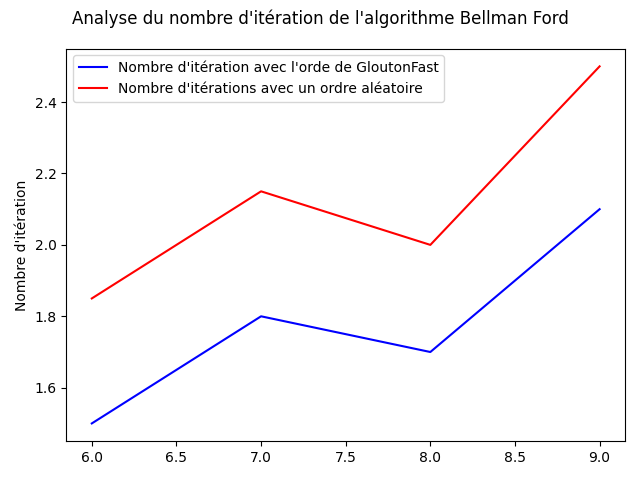 Analyse du nombre d'itération de l'algorithme Bellman Ford
Nombre d'itération avec l'orde de GloutonFast
Nombre d'itérations avec un ordre aléatoire
Nombre d'itération
2.4
2.2
2.0
1.8
1.6
6.0 6.5 7.0 7.5 8.0 8.5 9.0